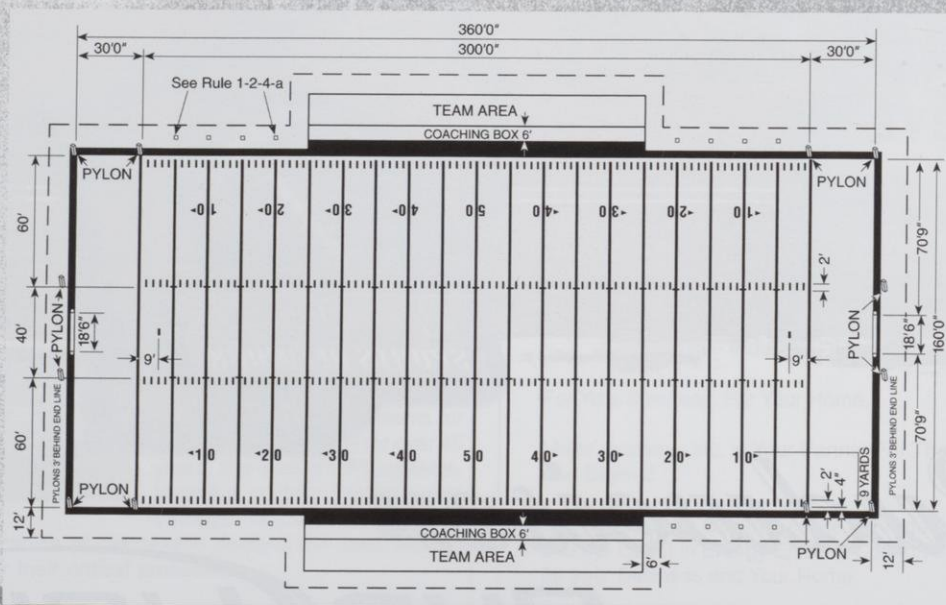 360'0"
30'0" 300'0" 30'0"
See Rule 1-2-4-a
TEAM AREA
COACHING BOX 6'
PYLON PYLON
◂10 ◂20 ◂30 ◂40 50 40▸ 30▸ 20▸ 10▸
60' 70'9"
2'
40' PYLON 18'6" 9' 9' PYLON 18'6" 160'0"
60' PYLONS 3' BEHIND END LINE 70'9" PYLONS 3' BEHIND END LINE
◂10 ◂20 ◂30 ◂40 50 40▸ 30▸ 20▸ 10▸
9 YARDS
PYLON 2' 4"
12'
COACHING BOX 6'
TEAM AREA 6' PYLON 12'